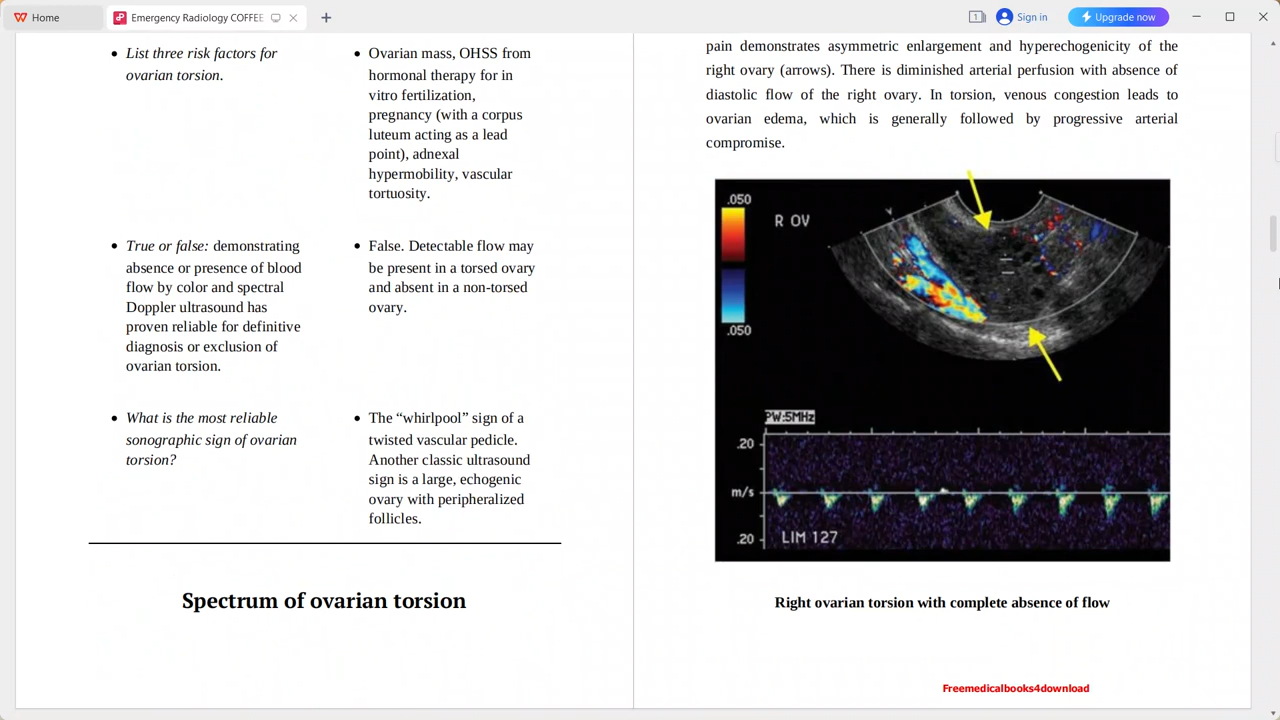 Home
Emergency Radiology COFFEE
1
Sign in
Upgrade now
• List three risk factors for
ovarian torsion.
• Ovarian mass, OHSS from
hormonal therapy for in
vitro fertilization,
pregnancy (with a corpus
luteum acting as a lead
point), adnexal
hypermobility, vascular
tortuosity.
• True or false: demonstrating
absence or presence of blood
flow by color and spectral
Doppler ultrasound has
proven reliable for definitive
diagnosis or exclusion of
ovarian torsion.
• False. Detectable flow may
be present in a torsed ovary
and absent in a non-torsed
ovary.
• What is the most reliable
sonographic sign of ovarian
torsion?
• The “whirlpool” sign of a
twisted vascular pedicle.
Another classic ultrasound
sign is a large, echogenic
ovary with peripheralized
follicles.
Spectrum of ovarian torsion
pain demonstrates asymmetric enlargement and hyperechogenicity of the
right ovary (arrows). There is diminished arterial perfusion with absence of
diastolic flow of the right ovary. In torsion, venous congestion leads to
ovarian edema, which is generally followed by progressive arterial
compromise.
.050
R OV
.050
PW:5MHz
.20
m/s
.20
LIM 127
Right ovarian torsion with complete absence of flow
Freemedicalbooks4download